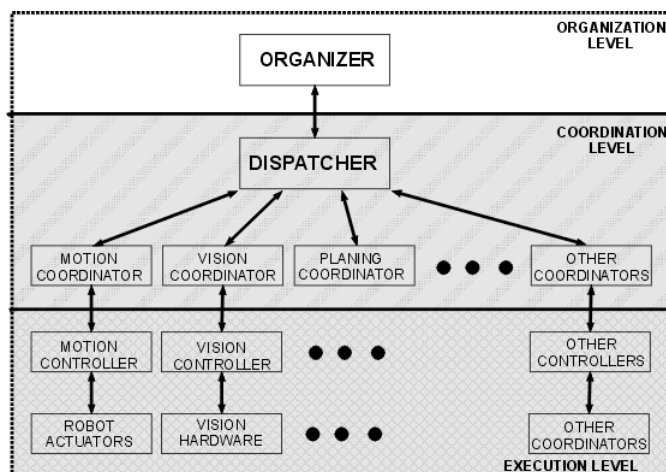 ORGANIZATION
LEVEL
ORGANIZER
COORDINATION
LEVEL
DISPATCHER
MOTION
COORDINATOR
VISION
COORDINATOR
PLANING
COORDINATOR
OTHER
COORDINATORS
MOTION
CONTROLLER
VISION
CONTROLLER
OTHER
CONTROLLERS
ROBOT
ACTUATORS
VISION
HARDWARE
OTHER
COORDINATORS
EXECUTION LEVEL